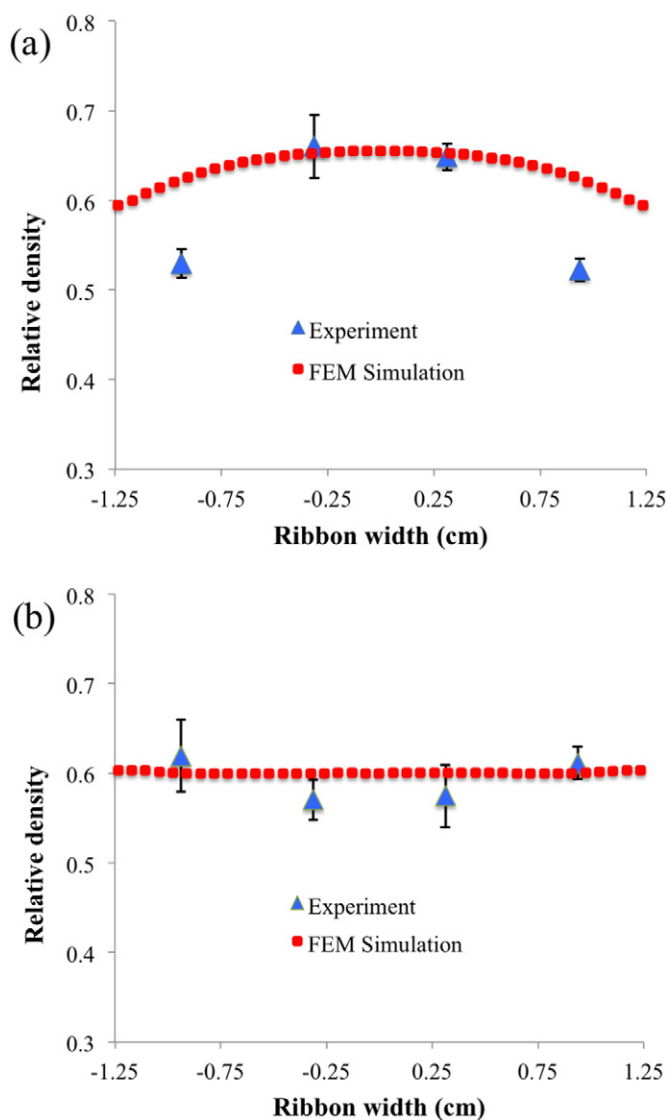 (a)
0.8
0.7
0.6
0.5
0.4
0.3
Relative density
Experiment
FEM Simulation
-1.25 -0.75 -0.25 0.25 0.75 1.25
Ribbon width (cm)
(b)
0.8
0.7
0.6
0.5
0.4
0.3
Relative density
Experiment
FEM Simulation
-1.25 -0.75 -0.25 0.25 0.75 1.25
Ribbon width (cm)